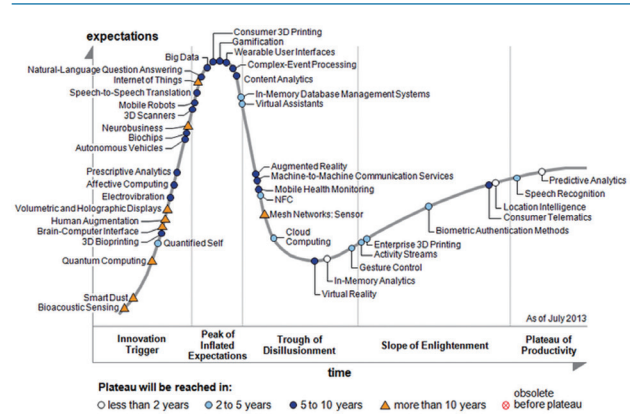 expectations
Consumer 3D Printing
Gamification
Wearable User Interfaces
Big Data
Complex-Event Processing
Natural-Language Question Answering
Content Analytics
Internet of Things
Speech-to-Speech Translation
In-Memory Database Management Systems
Virtual Assistants
Mobile Robots
3D Scanners
Neurobusiness
Biochips
Autonomous Vehicles
Augmented Reality
Machine-to-Machine Communication Services
Mobile Health Monitoring
NFC
Mesh Networks: Sensor
Predictive Analytics
Speech Recognition
Location Intelligence
Consumer Telematics
Biometric Authentication Methods
Prescriptive Analytics
Affective Computing
Electrovibration
Volumetric and Holographic Displays
Human Augmentation
Brain-Computer Interface
3D Bioprinting
Quantified Self
Quantum Computing
Smart Dust
Bioacoustic Sensing
Cloud
Computing
Enterprise 3D Printing
Activity Streams
Gesture Control
In-Memory Analytics
Virtual Reality
As of July 2013
Innovation
Trigger
Peak of
Inflated
Expectations
Trough of
Disillusionment
Slope of Enlightenment
Plateau of
Productivity
time
Plateau will be reached in:
less than 2 years
2 to 5 years
5 to 10 years
more than 10 years
obsolete
before plateau